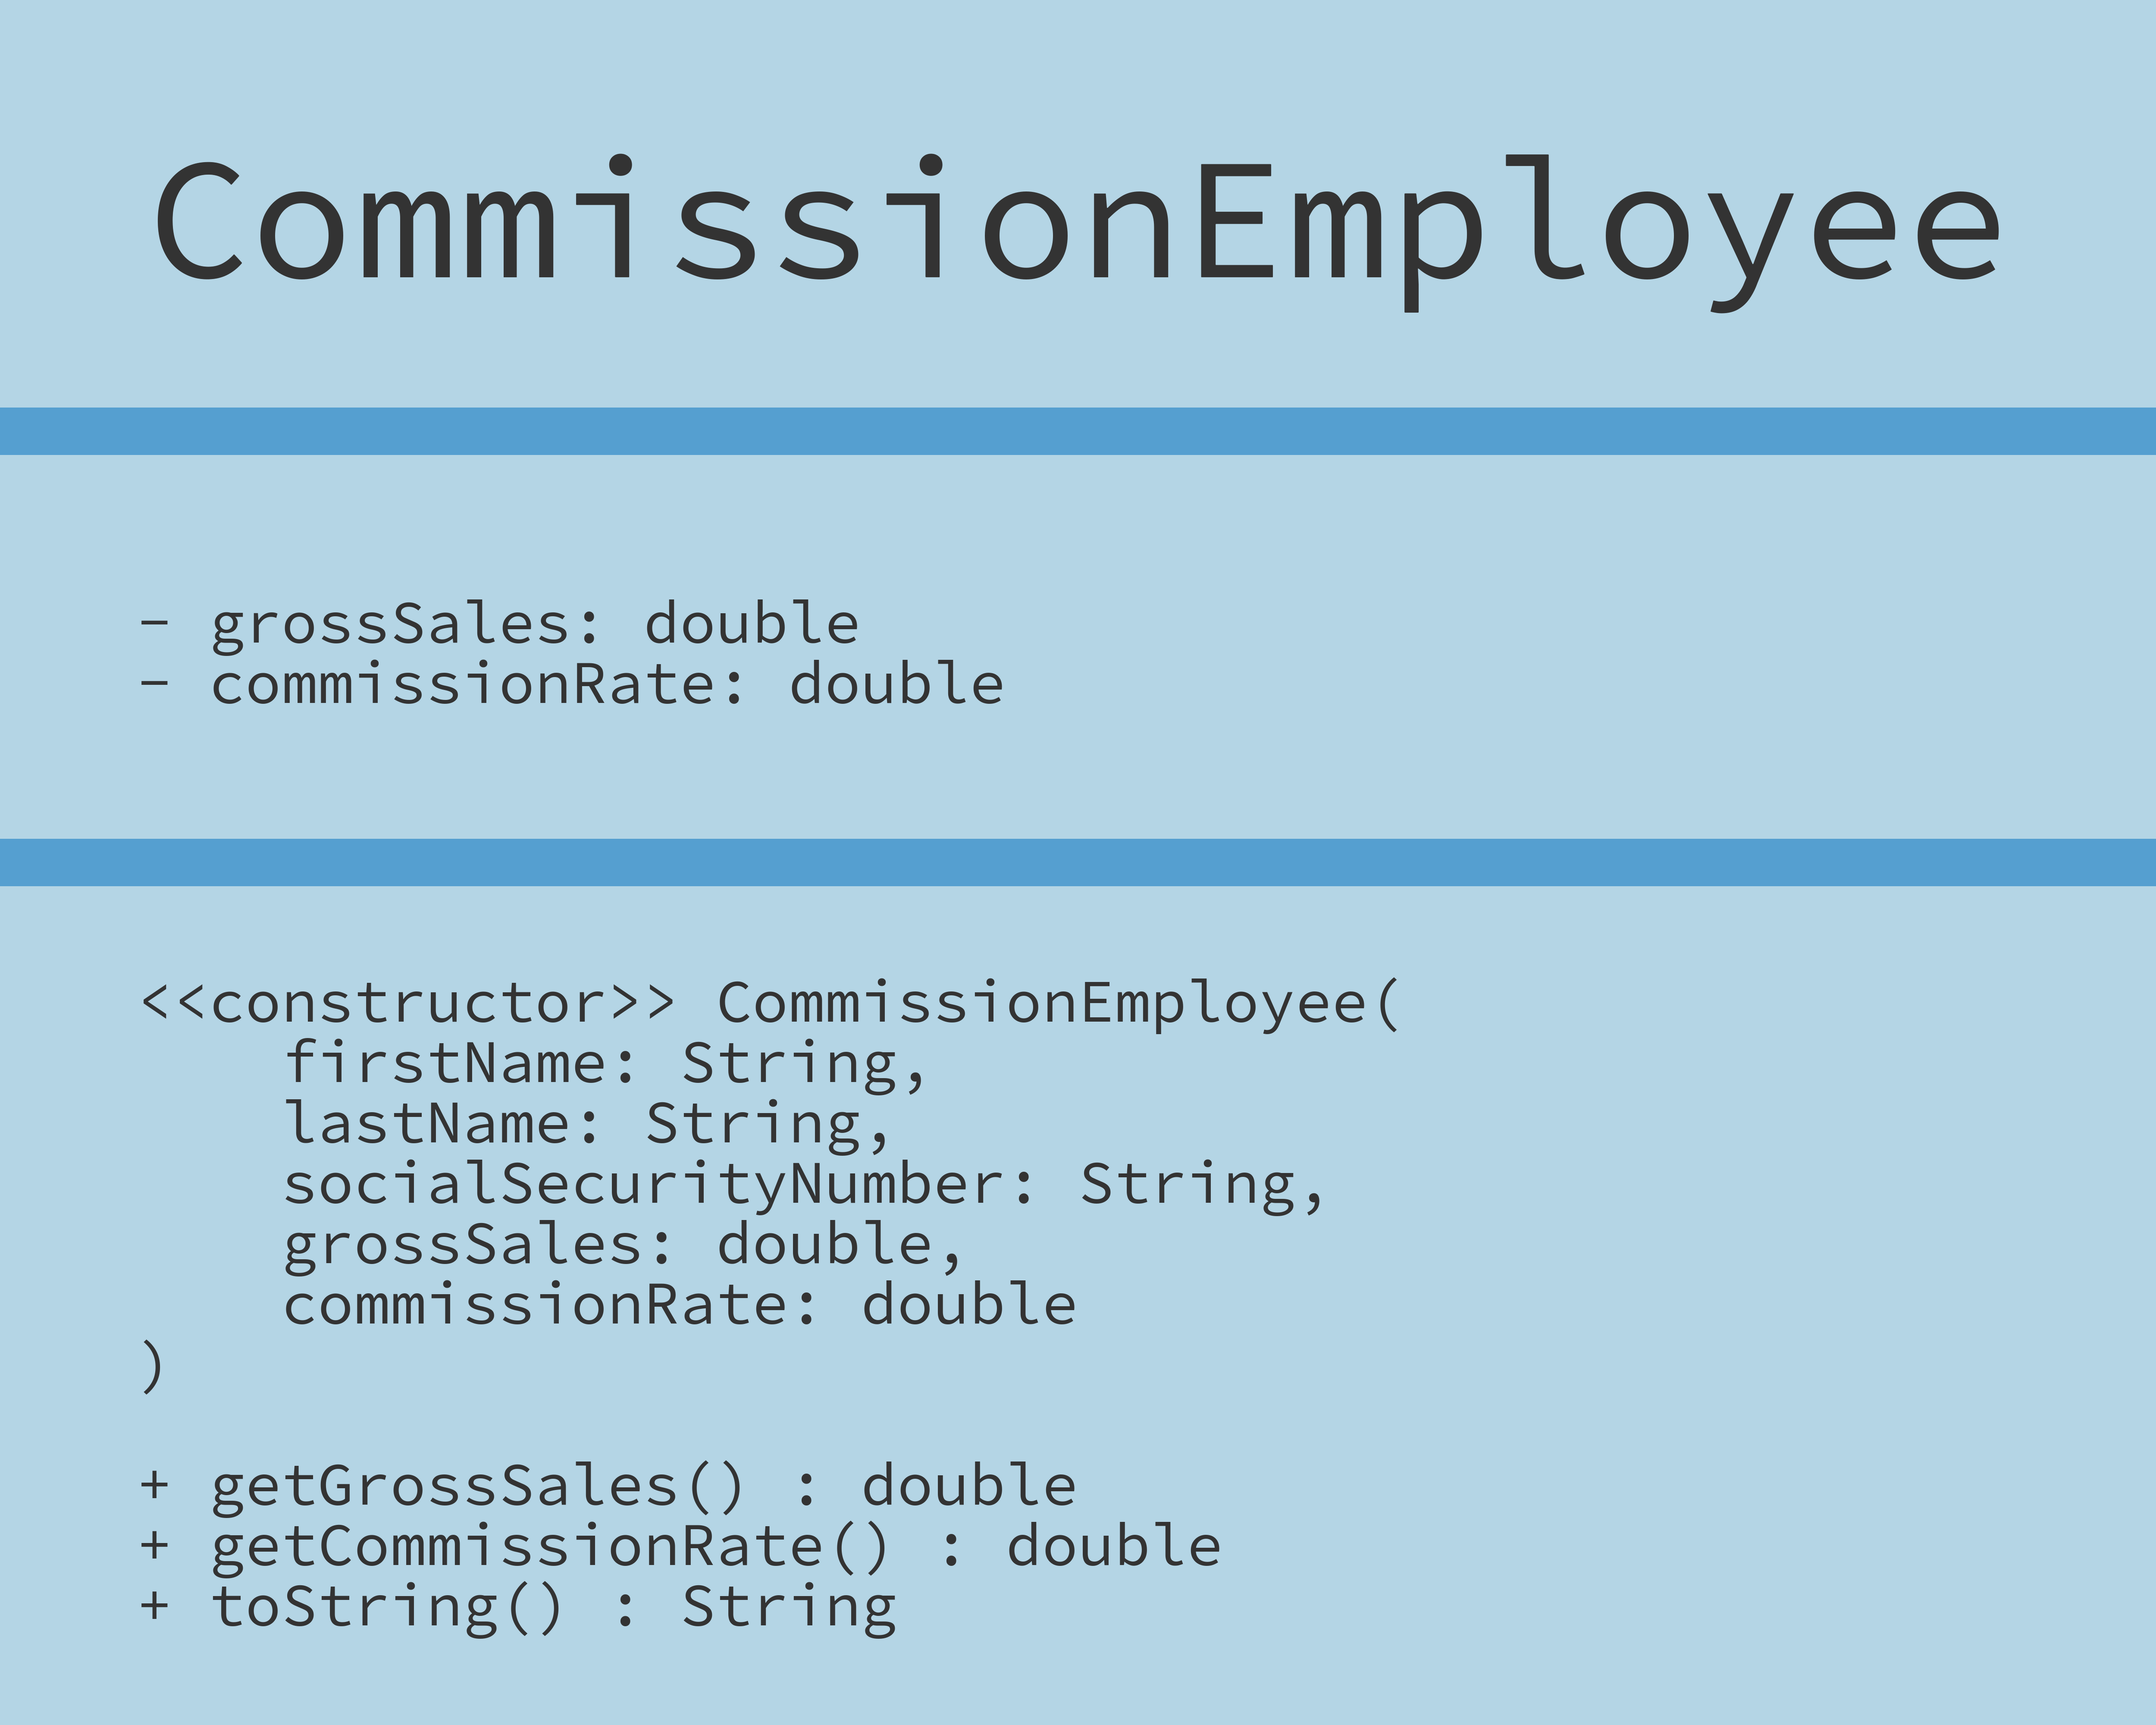 CommissionEmployee
- grossSales: double
- commissionRate: double
<<constructor>> CommissionEmployee(
    firstName: String,
    lastName: String,
    socialSecurityNumber: String,
    grossSales: double,
    commissionRate: double
)
+ getGrossSales() : double
+ getCommissionRate() : double
+ toString() : String